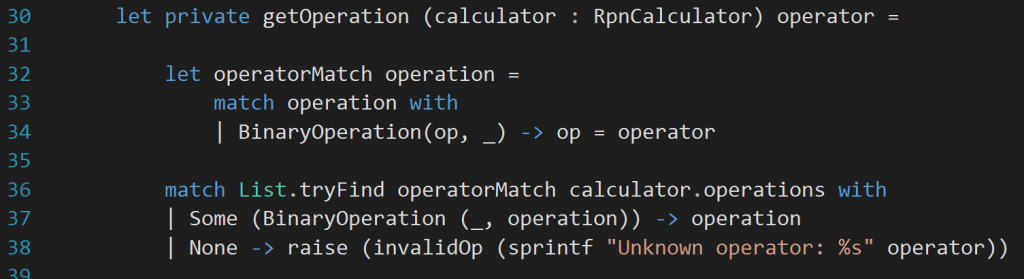 30 let private getOperation (calculator : RpnCalculator) operator =
31
32 let operatorMatch operation =
33 match operation with
34 | BinaryOperation(op, _) -> op = operator
35
36 match List.tryFind operatorMatch calculator.operations with
37 | Some (BinaryOperation (_, operation)) -> operation
38 | None -> raise (invalidOp (sprintf "Unknown operator: %s" operator))
39